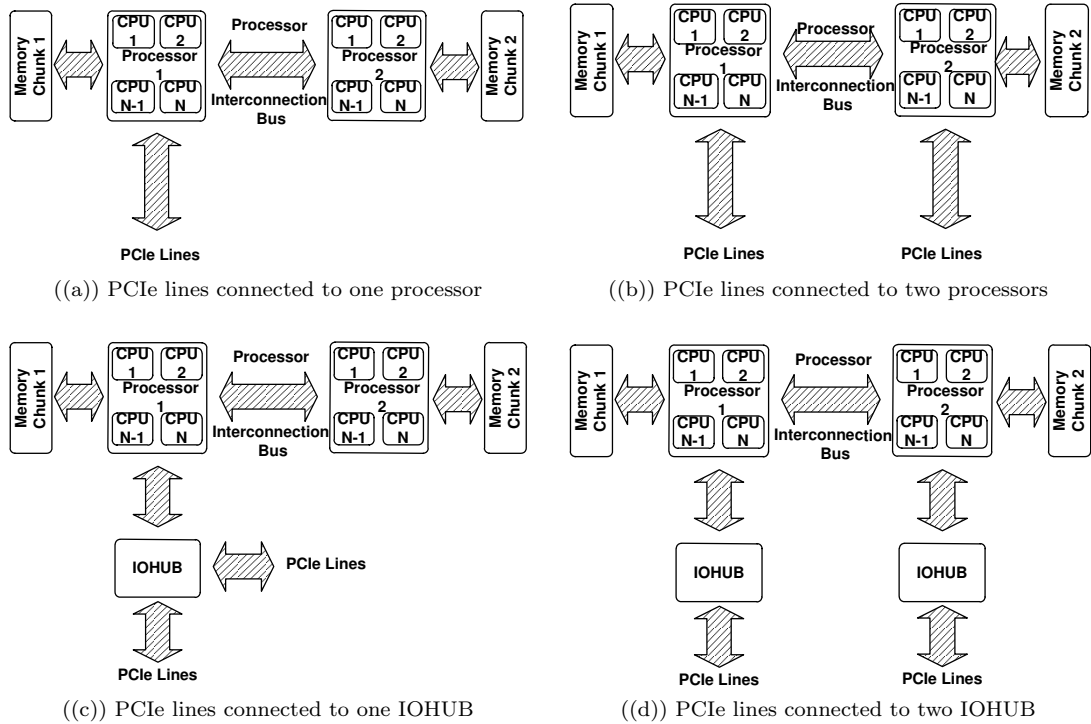 Memory
Chunk 1
CPU
1
CPU
2
Processor
1
CPU
N-1
CPU
N
Processor
Interconnection
Bus
CPU
1
CPU
2
Processor
2
CPU
N-1
CPU
N
Memory
Chunk 2
PCIe Lines
((a)) PCIe lines connected to one processor
Memory
Chunk 1
CPU
1
CPU
2
Processor
1
CPU
N-1
CPU
N
Processor
Interconnection
Bus
CPU
1
CPU
2
Processor
2
CPU
N-1
CPU
N
Memory
Chunk 2
PCIe Lines
PCIe Lines
((b)) PCIe lines connected to two processors
Memory
Chunk 1
CPU
1
CPU
2
Processor
1
CPU
N-1
CPU
N
Processor
Interconnection
Bus
CPU
1
CPU
2
Processor
2
CPU
N-1
CPU
N
Memory
Chunk 2
IOHUB
PCIe Lines
PCIe Lines
((c)) PCIe lines connected to one IOHUB
Memory
Chunk 1
CPU
1
CPU
2
Processor
1
CPU
N-1
CPU
N
Processor
Interconnection
Bus
CPU
1
CPU
2
Processor
2
CPU
N-1
CPU
N
Memory
Chunk 2
IOHUB
IOHUB
PCIe Lines
PCIe Lines
((d)) PCIe lines connected to two IOHUB